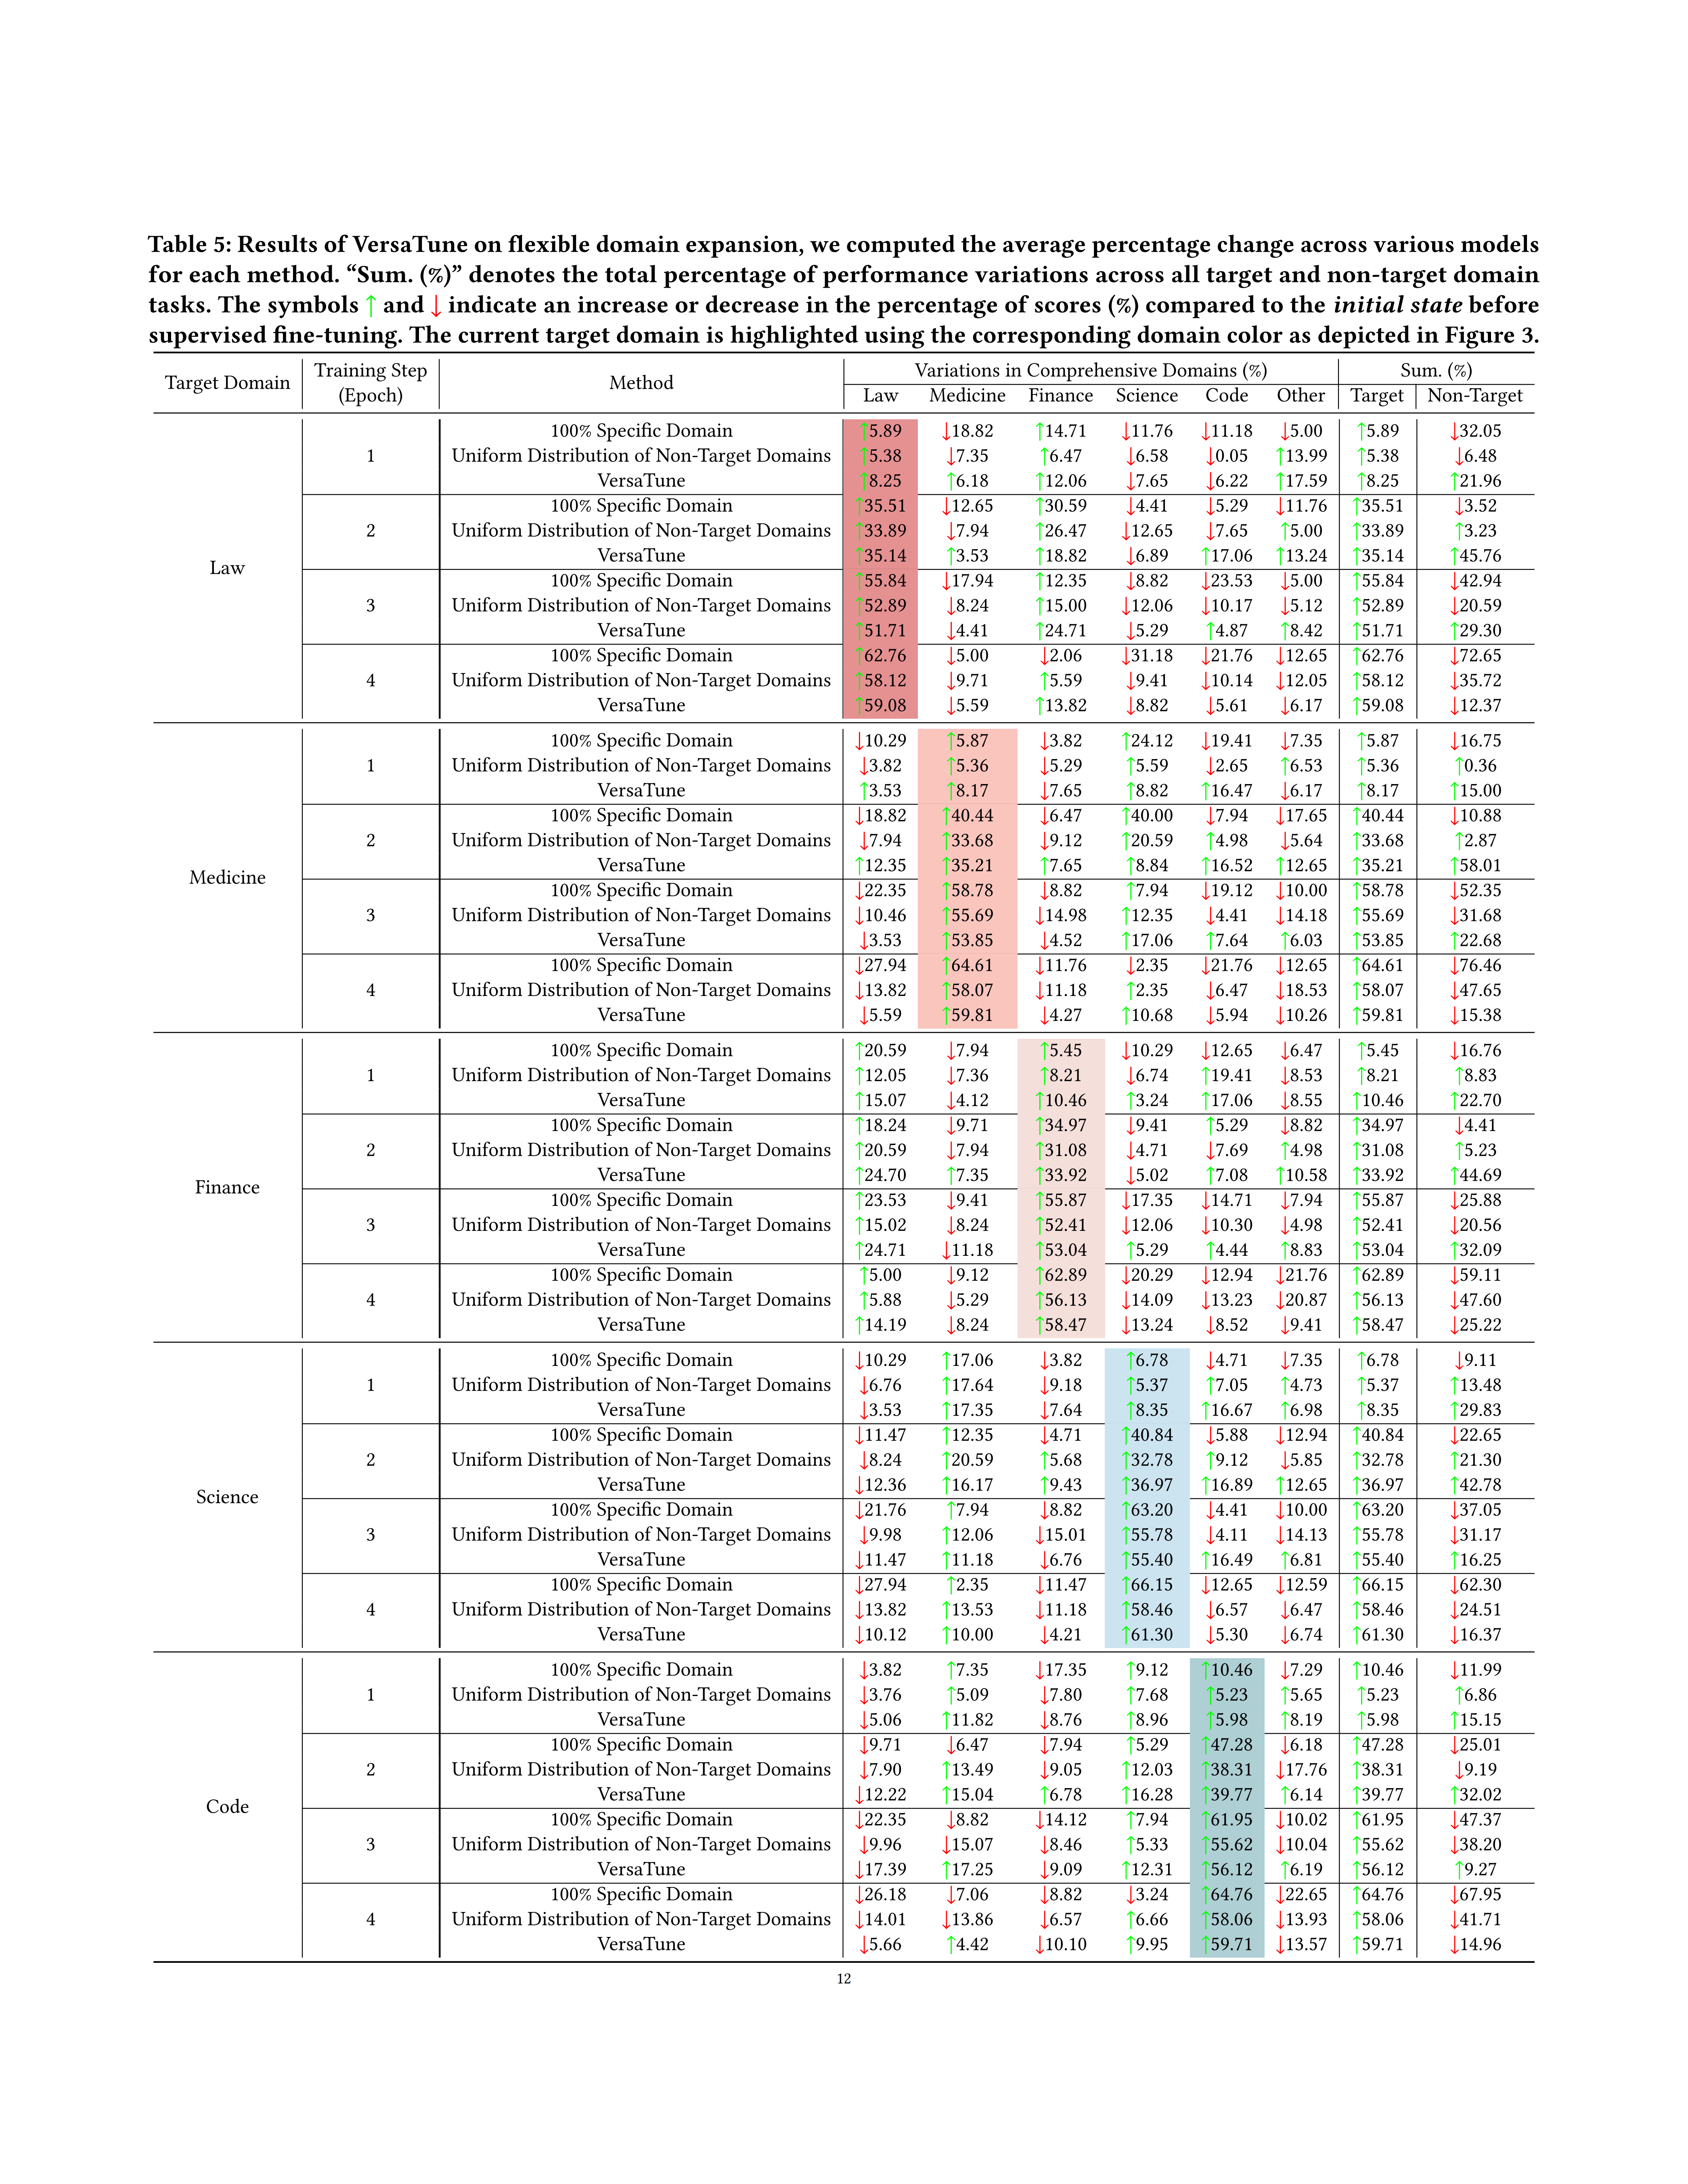 Table 5: Results of VersaTune on flexible domain expansion, we computed the average percentage change across various models
for each method. “Sum. (%)” denotes the total percentage of performance variations across all target and non-target domain
tasks. The symbols ↑ and ↓ indicate an increase or decrease in the percentage of scores (%) compared to the initial state before
supervised fine-tuning. The current target domain is highlighted using the corresponding domain color as depicted in Figure 3.
Target Domain Training Step (Epoch) Method Variations in Comprehensive Domains (%) Sum. (%)
Law Medicine Finance Science Code Other Target Non-Target
Law
1
100% Specific Domain ↑5.89 ↓18.82 ↑14.71 ↓11.76 ↓11.18 ↓5.00 ↑5.89 ↓32.05
Uniform Distribution of Non-Target Domains ↑5.38 ↓7.35 ↑6.47 ↓6.58 ↓0.05 ↑13.99 ↑5.38 ↓6.48
VersaTune ↑8.25 ↑6.18 ↑12.06 ↓7.65 ↓6.22 ↑17.59 ↑8.25 ↑21.96
2
100% Specific Domain ↑35.51 ↓12.65 ↑30.59 ↓4.41 ↓5.29 ↓11.76 ↑35.51 ↓3.52
Uniform Distribution of Non-Target Domains ↑33.89 ↓7.94 ↑26.47 ↓12.65 ↓7.65 ↑5.00 ↑33.89 ↑3.23
VersaTune ↑35.14 ↑3.53 ↑18.82 ↓6.89 ↑17.06 ↑13.24 ↑35.14 ↑45.76
3
100% Specific Domain ↑55.84 ↓17.94 ↑12.35 ↓8.82 ↓23.53 ↓5.00 ↑55.84 ↓42.94
Uniform Distribution of Non-Target Domains ↑52.89 ↓8.24 ↑15.00 ↓12.06 ↓10.17 ↓5.12 ↑52.89 ↓20.59
VersaTune ↑51.71 ↓4.41 ↑24.71 ↓5.29 ↑4.87 ↑8.42 ↑51.71 ↑29.30
4
100% Specific Domain ↑62.76 ↓5.00 ↓2.06 ↓31.18 ↓21.76 ↓12.65 ↑62.76 ↓72.65
Uniform Distribution of Non-Target Domains ↑58.12 ↓9.71 ↑5.59 ↓9.41 ↓10.14 ↓12.05 ↑58.12 ↓35.72
VersaTune ↑59.08 ↓5.59 ↑13.82 ↓8.82 ↓5.61 ↓6.17 ↑59.08 ↓12.37
Medicine
1
100% Specific Domain ↓10.29 ↑5.87 ↓3.82 ↑24.12 ↓19.41 ↓7.35 ↑5.87 ↓16.75
Uniform Distribution of Non-Target Domains ↓3.82 ↑5.36 ↓5.29 ↑5.59 ↓2.65 ↑6.53 ↑5.36 ↑0.36
VersaTune ↑3.53 ↑8.17 ↓7.65 ↑8.82 ↑16.47 ↓6.17 ↑8.17 ↑15.00
2
100% Specific Domain ↓18.82 ↑40.44 ↓6.47 ↑40.00 ↓7.94 ↓17.65 ↑40.44 ↓10.88
Uniform Distribution of Non-Target Domains ↓7.94 ↑33.68 ↓9.12 ↑20.59 ↑4.98 ↓5.64 ↑33.68 ↑2.87
VersaTune ↑12.35 ↑35.21 ↑7.65 ↑8.84 ↑16.52 ↑12.65 ↑35.21 ↑58.01
3
100% Specific Domain ↓22.35 ↑58.78 ↓8.82 ↑7.94 ↓19.12 ↓10.00 ↑58.78 ↓52.35
Uniform Distribution of Non-Target Domains ↓10.46 ↑55.69 ↓14.98 ↑12.35 ↓4.41 ↓14.18 ↑55.69 ↓31.68
VersaTune ↓3.53 ↑53.85 ↓4.52 ↑17.06 ↑7.64 ↑6.03 ↑53.85 ↑22.68
4
100% Specific Domain ↓27.94 ↑64.61 ↓11.76 ↓2.35 ↓21.76 ↓12.65 ↑64.61 ↓76.46
Uniform Distribution of Non-Target Domains ↓13.82 ↑58.07 ↓11.18 ↑2.35 ↓6.47 ↓18.53 ↑58.07 ↓47.65
VersaTune ↓5.59 ↑59.81 ↓4.27 ↑10.68 ↓5.94 ↓10.26 ↑59.81 ↓15.38
Finance
1
100% Specific Domain ↑20.59 ↓7.94 ↑5.45 ↓10.29 ↓12.65 ↓6.47 ↑5.45 ↓16.76
Uniform Distribution of Non-Target Domains ↑12.05 ↓7.36 ↑8.21 ↓6.74 ↑19.41 ↓8.53 ↑8.21 ↑8.83
VersaTune ↑15.07 ↓4.12 ↑10.46 ↑3.24 ↑17.06 ↓8.55 ↑10.46 ↑22.70
2
100% Specific Domain ↑18.24 ↓9.71 ↑34.97 ↓9.41 ↑5.29 ↓8.82 ↑34.97 ↓4.41
Uniform Distribution of Non-Target Domains ↑20.59 ↓7.94 ↑31.08 ↓4.71 ↓7.69 ↑4.98 ↑31.08 ↑5.23
VersaTune ↑24.70 ↑7.35 ↑33.92 ↓5.02 ↑7.08 ↑10.58 ↑33.92 ↑44.69
3
100% Specific Domain ↑23.53 ↓9.41 ↑55.87 ↓17.35 ↓14.71 ↓7.94 ↑55.87 ↓25.88
Uniform Distribution of Non-Target Domains ↑15.02 ↓8.24 ↑52.41 ↓12.06 ↓10.30 ↓4.98 ↑52.41 ↓20.56
VersaTune ↑24.71 ↓11.18 ↑53.04 ↑5.29 ↑4.44 ↑8.83 ↑53.04 ↑32.09
4
100% Specific Domain ↑5.00 ↓9.12 ↑62.89 ↓20.29 ↓12.94 ↓21.76 ↑62.89 ↓59.11
Uniform Distribution of Non-Target Domains ↑5.88 ↓5.29 ↑56.13 ↓14.09 ↓13.23 ↓20.87 ↑56.13 ↓47.60
VersaTune ↑14.19 ↓8.24 ↑58.47 ↓13.24 ↓8.52 ↓9.41 ↑58.47 ↓25.22
Science
1
100% Specific Domain ↓10.29 ↑17.06 ↓3.82 ↑6.78 ↓4.71 ↓7.35 ↑6.78 ↓9.11
Uniform Distribution of Non-Target Domains ↓6.76 ↑17.64 ↓9.18 ↑5.37 ↑7.05 ↑4.73 ↑5.37 ↑13.48
VersaTune ↓3.53 ↑17.35 ↓7.64 ↑8.35 ↑16.67 ↑6.98 ↑8.35 ↑29.83
2
100% Specific Domain ↓11.47 ↑12.35 ↓4.71 ↑40.84 ↓5.88 ↓12.94 ↑40.84 ↓22.65
Uniform Distribution of Non-Target Domains ↓8.24 ↑20.59 ↑5.68 ↑32.78 ↑9.12 ↓5.85 ↑32.78 ↑21.30
VersaTune ↓12.36 ↑16.17 ↑9.43 ↑36.97 ↑16.89 ↑12.65 ↑36.97 ↑42.78
3
100% Specific Domain ↓21.76 ↑7.94 ↓8.82 ↑63.20 ↓4.41 ↓10.00 ↑63.20 ↓37.05
Uniform Distribution of Non-Target Domains ↓9.98 ↑12.06 ↓15.01 ↑55.78 ↓4.11 ↓14.13 ↑55.78 ↓31.17
VersaTune ↓11.47 ↑11.18 ↓6.76 ↑55.40 ↑16.49 ↑6.81 ↑55.40 ↑16.25
4
100% Specific Domain ↓27.94 ↑2.35 ↓11.47 ↑66.15 ↓12.65 ↓12.59 ↑66.15 ↓62.30
Uniform Distribution of Non-Target Domains ↓13.82 ↑13.53 ↓11.18 ↑58.46 ↓6.57 ↓6.47 ↑58.46 ↓24.51
VersaTune ↓10.12 ↑10.00 ↓4.21 ↑61.30 ↓5.30 ↓6.74 ↑61.30 ↓16.37
Code
1
100% Specific Domain ↓3.82 ↑7.35 ↓17.35 ↑9.12 ↑10.46 ↓7.29 ↑10.46 ↓11.99
Uniform Distribution of Non-Target Domains ↓3.76 ↑5.09 ↓7.80 ↑7.68 ↑5.23 ↑5.65 ↑5.23 ↑6.86
VersaTune ↓5.06 ↑11.82 ↓8.76 ↑8.96 ↑5.98 ↑8.19 ↑5.98 ↑15.15
2
100% Specific Domain ↓9.71 ↓6.47 ↓7.94 ↑5.29 ↑47.28 ↓6.18 ↑47.28 ↓25.01
Uniform Distribution of Non-Target Domains ↓7.90 ↑13.49 ↓9.05 ↑12.03 ↑38.31 ↓17.76 ↑38.31 ↓9.19
VersaTune ↓12.22 ↑15.04 ↑6.78 ↑16.28 ↑39.77 ↑6.14 ↑39.77 ↑32.02
3
100% Specific Domain ↓22.35 ↓8.82 ↓14.12 ↑7.94 ↑61.95 ↓10.02 ↑61.95 ↓47.37
Uniform Distribution of Non-Target Domains ↓9.96 ↓15.07 ↓8.46 ↑5.33 ↑55.62 ↓10.04 ↑55.62 ↓38.20
VersaTune ↓17.39 ↑17.25 ↓9.09 ↑12.31 ↑56.12 ↑6.19 ↑56.12 ↑9.27
4
100% Specific Domain ↓26.18 ↓7.06 ↓8.82 ↓3.24 ↑64.76 ↓22.65 ↑64.76 ↓67.95
Uniform Distribution of Non-Target Domains ↓14.01 ↓13.86 ↓6.57 ↑6.66 ↑58.06 ↓13.93 ↑58.06 ↓41.71
VersaTune ↓5.66 ↑4.42 ↓10.10 ↑9.95 ↑59.71 ↓13.57 ↑59.71 ↓14.96
12